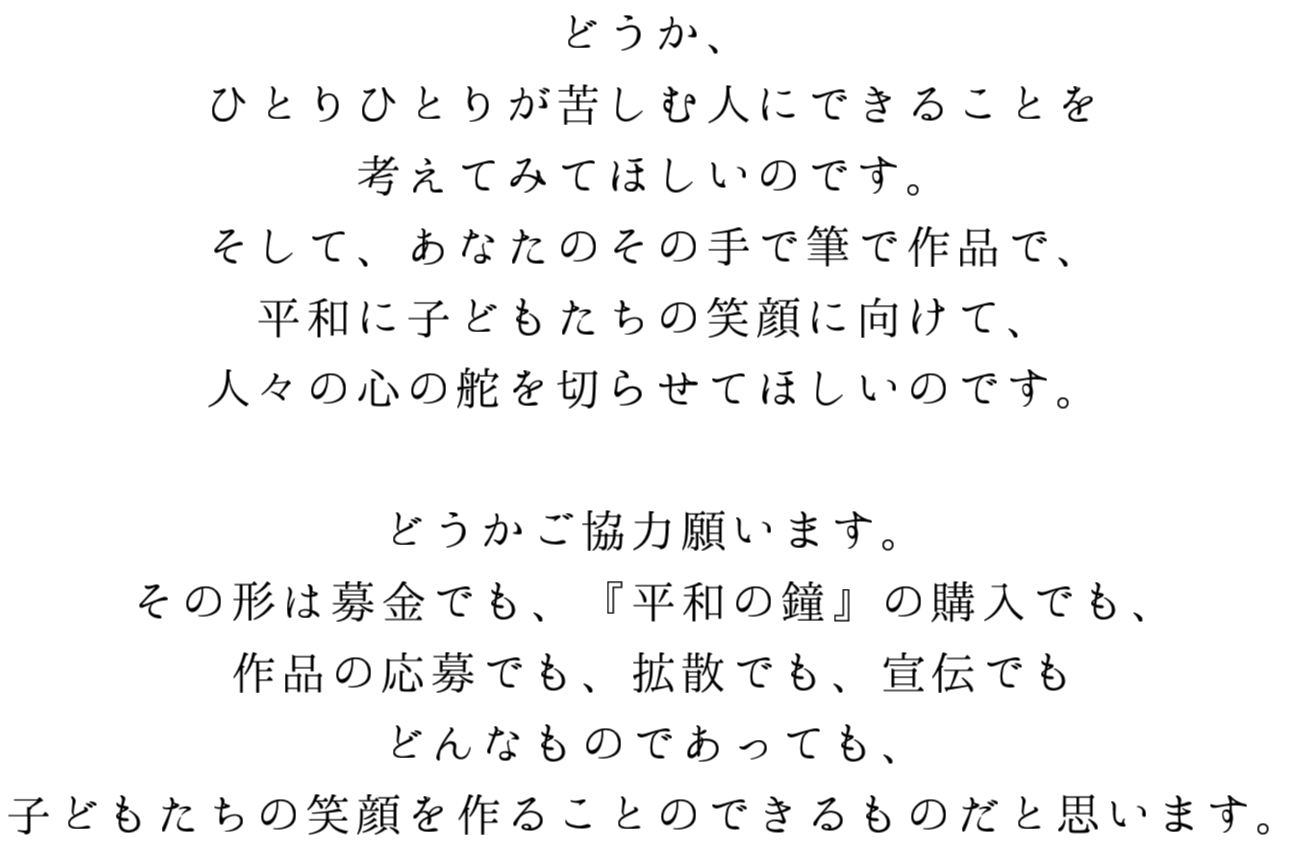 どうか、
ひとりひとりが苦しむ人にできることを
考えてみてほしいのです。
そして、あなたのその手で筆で作品で、
平和に子どもたちの笑顔に向けて、
人々の心の舵を切らせてほしいのです。
どうかご協力願います。
その形は募金でも、『平和の鐘』の購入でも、
作品の応募でも、拡散でも、宣伝でも
どんなものであっても、
子どもたちの笑顔を作ることのできるものだと思います。